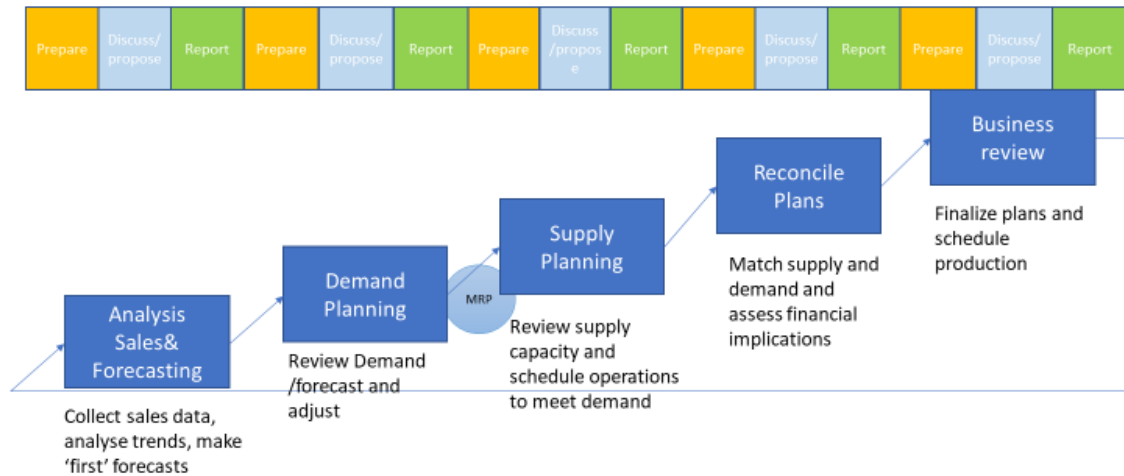 Prepare
Discuss/
propose
Report
Prepare
Discuss/
propose
Report
Prepare
Discuss
/propos
e
Report
Prepare
Discuss/
propose
Report
Prepare
Discuss/
propose
Report
Business
review
Finalize plans and
schedule
production
Reconcile
Plans
Match supply and
demand and
assess financial
implications
Supply
Planning
Review supply
capacity and
schedule operations
to meet demand
MRP
Demand
Planning
Review Demand
/forecast and
adjust
Analysis
Sales&
Forecasting
Collect sales data,
analyse trends, make
‘first’ forecasts